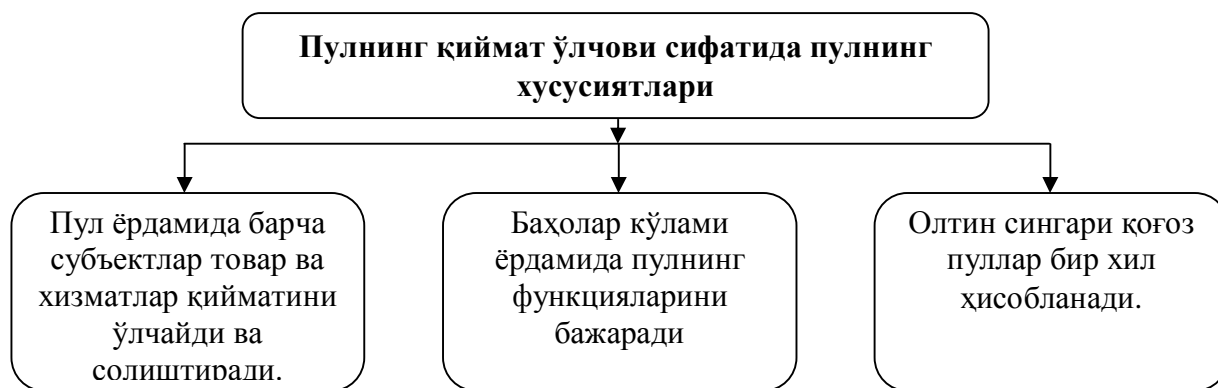 Пулнинг қиймат ўлчови сифатида пулнинг
хусусиятлари
Пул ёрдамида барча
субъектлар товар ва
хизматлар қийматини
ўлчайди ва
солиштиради.
Баҳолар кўлами
ёрдамида пулнинг
функцияларини
бажаради
Олтин сингари қоғоз
пуллар бир хил
ҳисобланади.